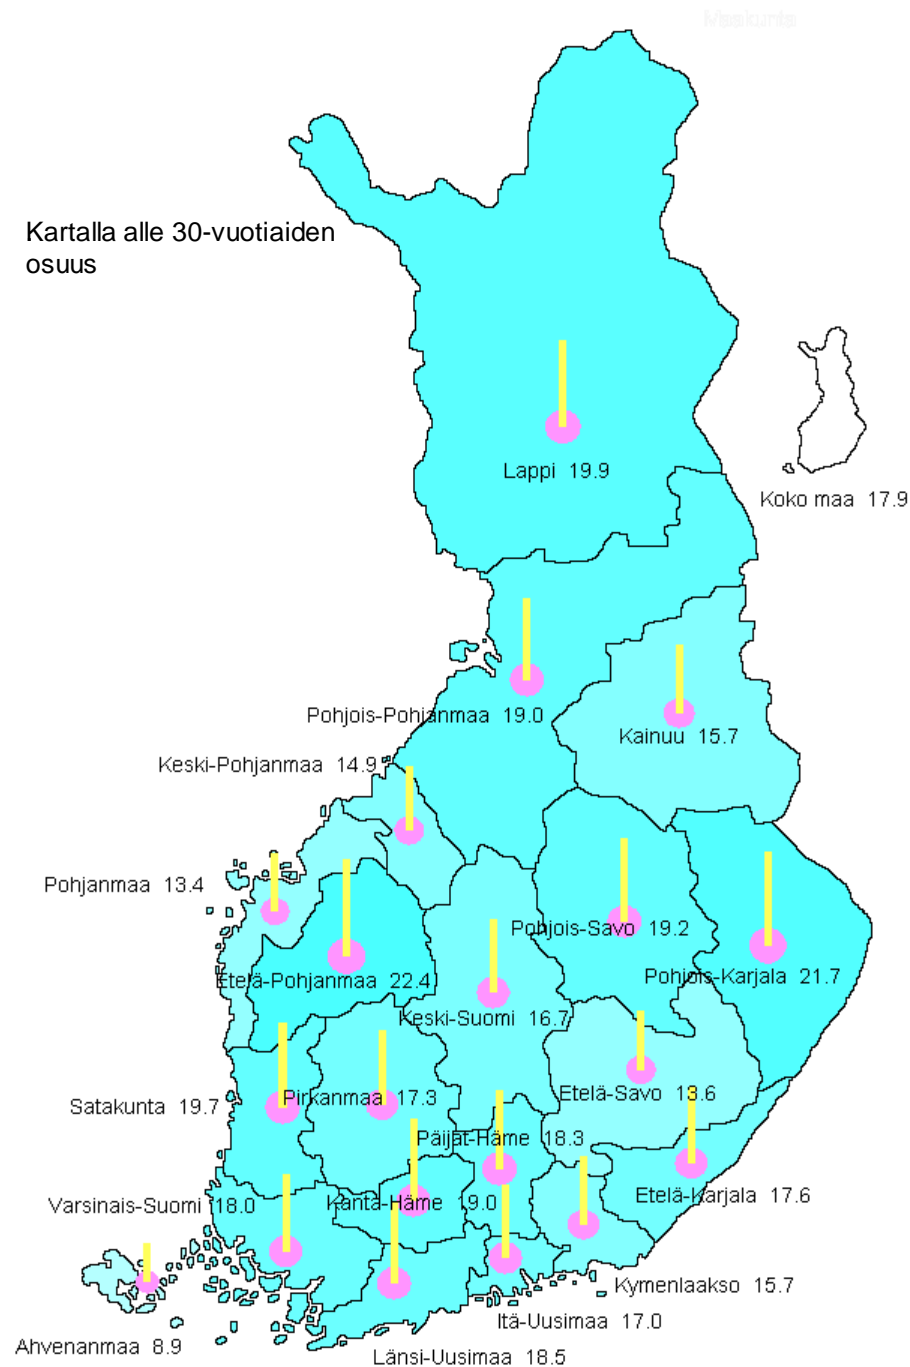 Maakunta
Kartalla alle 30-vuotiaiden
osuus
Lappi 19.9
Koko maa 17.9
Pohjois-Pohjanmaa 19.0
Kainuu 15.7
Keski-Pohjanmaa 14.9
Pohjanmaa 13.4
Pohjois-Savo 19.2
Etelä-Pohjanmaa 22.4
Pohjois-Karjala 21.7
Keski-Suomi 16.7
Etelä-Savo 13.6
Pirkanmaa 17.3
Satakunta 19.7
Päijät-Häme 18.3
Etelä-Karjala 17.6
Kanta-Häme 19.0
Varsinais-Suomi 18.0
Kymenlaakso 15.7
Itä-Uusimaa 17.0
Ahvenanmaa 8.9
Länsi-Uusimaa 18.5